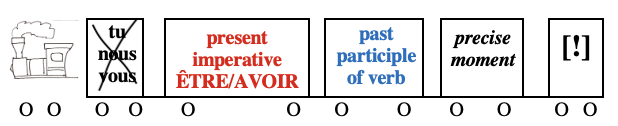 tu
nous
vous
present
imperative
ÊTRE/AVOIR
past
participle
of verb
precise
moment
[!]
O O O O O O O O O O O O